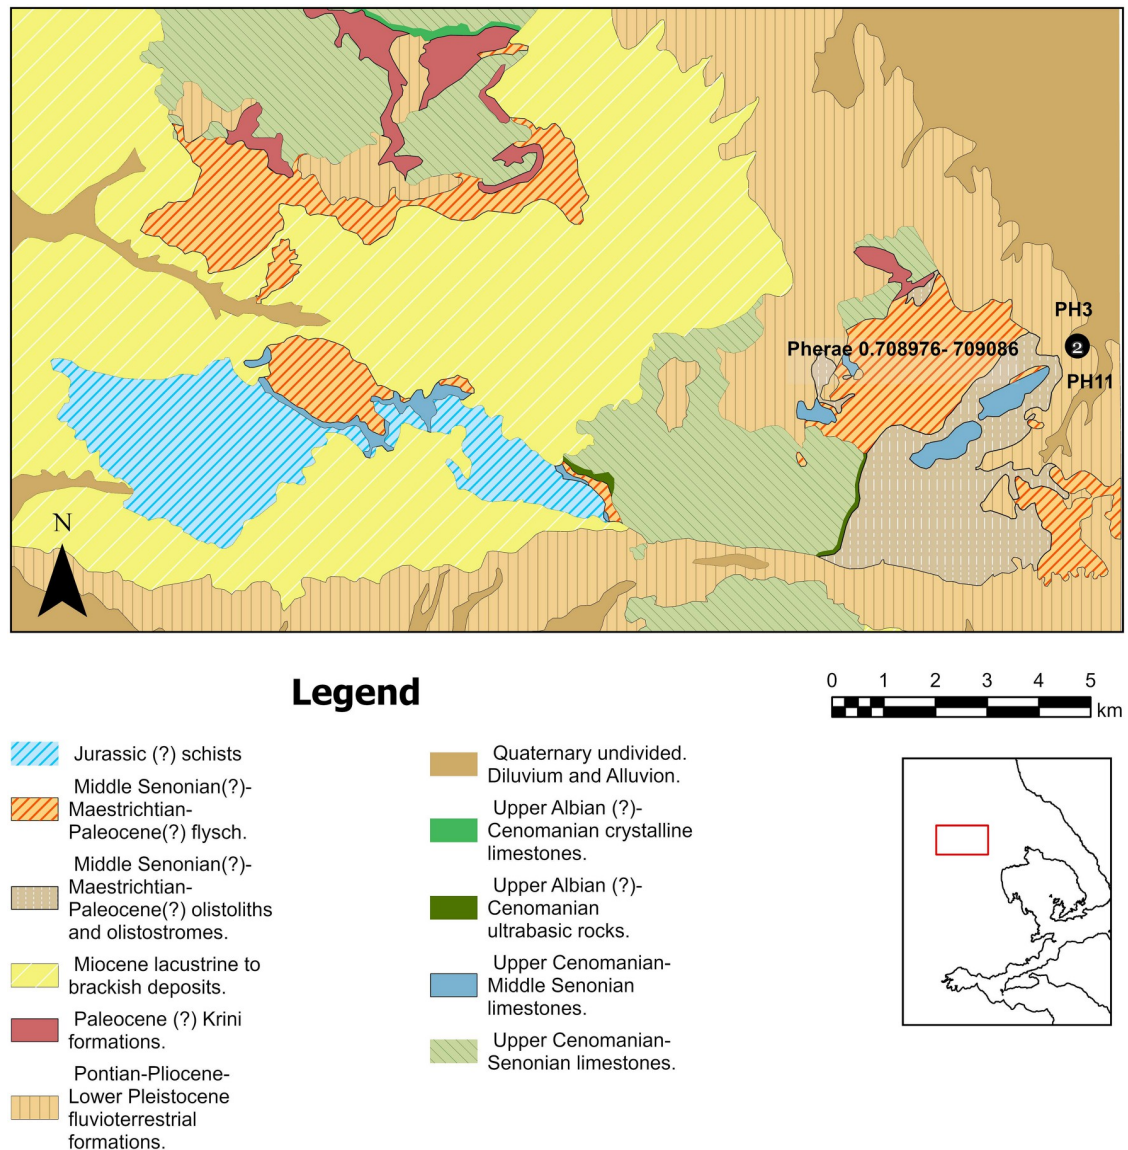 PH3
Pherae 0.708976- 709086
2
PH11
N
Legend
0 1 2 3 4 5
km
Jurassic (?) schists
Middle Senonian(?)-
Maestrichtian-
Paleocene(?) flysch.
Middle Senonian(?)-
Maestrichtian-
Paleocene(?) olistoliths
and olistostromes.
Miocene lacustrine to
brackish deposits.
Paleocene (?) Krini
formations.
Pontian-Pliocene-
Lower Pleistocene
fluvioterrestrial
formations.
Quaternary undivided.
Diluvium and Alluvion.
Upper Albian (?)-
Cenomanian crystalline
limestones.
Upper Albian (?)-
Cenomanian
ultrabasic rocks.
Upper Cenomanian-
Middle Senonian
limestones.
Upper Cenomanian-
Senonian limestones.